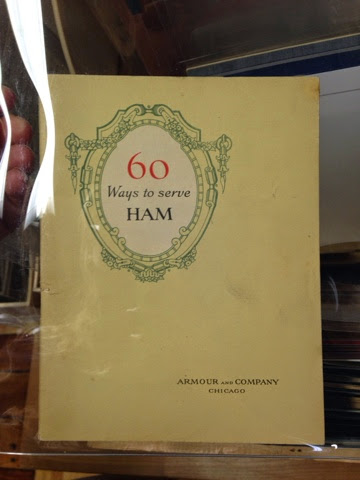 60
Ways to serve
HAM
ARMOUR AND COMPANY
CHICAGO